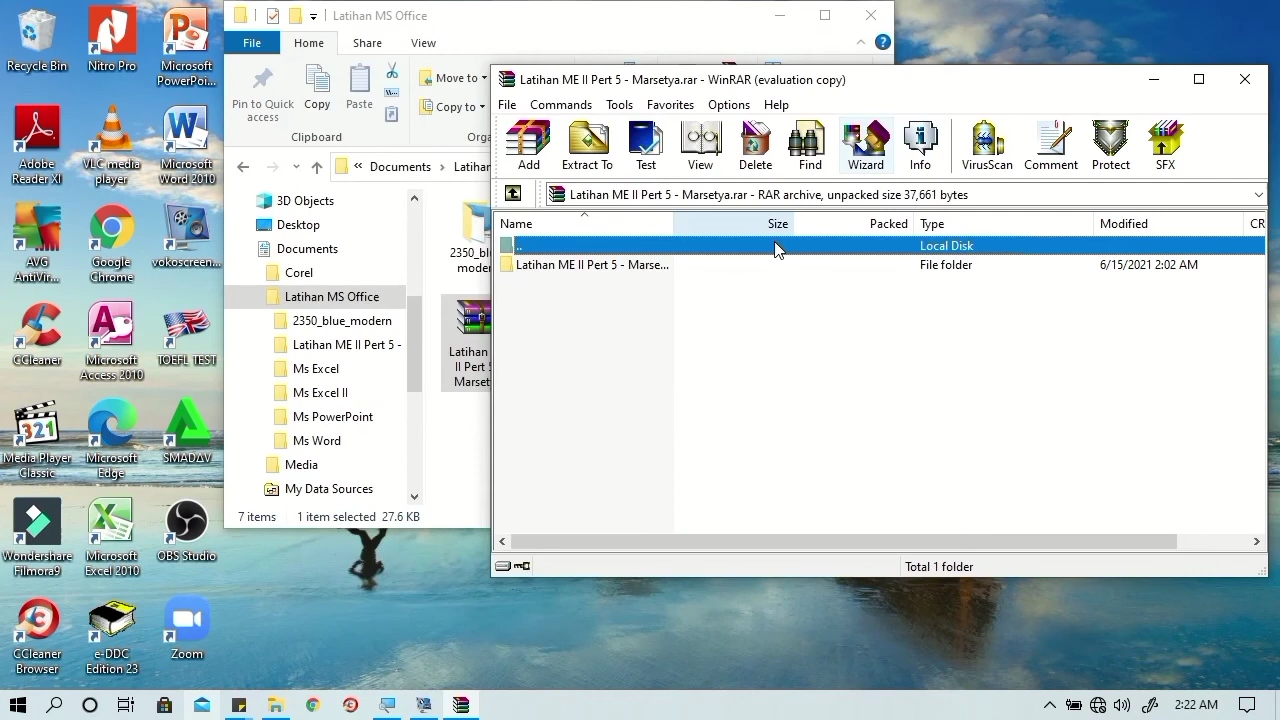 Recycle Bin
Nitro Pro
Microsoft
PowerPoi...
Adobe
Reader XI
VLC media
player
Microsoft
Word 2010
AVG
AntiVir...
Google
Chrome
vokoscreen...
CCleaner
Microsoft
Access 2010
TOEFL TEST
Media Player
Classic
Microsoft
Edge
SMADAV
Wondershare
Filmora9
Microsoft
Excel 2010
OBS Studio
CCleaner
Browser
e-DDC
Edition 23
Zoom
Latihan MS Office
File
Home
Share
View
Pin to Quick
access
Copy
Paste
Move to
Copy to
Clipboard
Orga
« Documents
Latihan
3D Objects
Desktop
Documents
Corel
Latihan MS Office
2350_blue_modern
Latihan ME II Pert 5 -
Ms Excel
Ms Excel II
Ms PowerPoint
Ms Word
Media
My Data Sources
2350_bl
moder
Latihan
II Pert 5
Marset
7 items
1 item selected 27.6 KB
Latihan ME II Pert 5 - Marsetya.rar - WinRAR (evaluation copy)
File Commands Tools Favorites Options Help
Add Extract To Test View Delete Find Wizard Info VirusScan Comment Protect SFX
Latihan ME II Pert 5 - Marsetya.rar - RAR archive, unpacked size 37,661 bytes
Name Size Packed Type Modified CR
.. Local Disk
Latihan ME II Pert 5 - Marse... File folder 6/15/2021 2:02 AM
Total 1 folder
2:22 AM